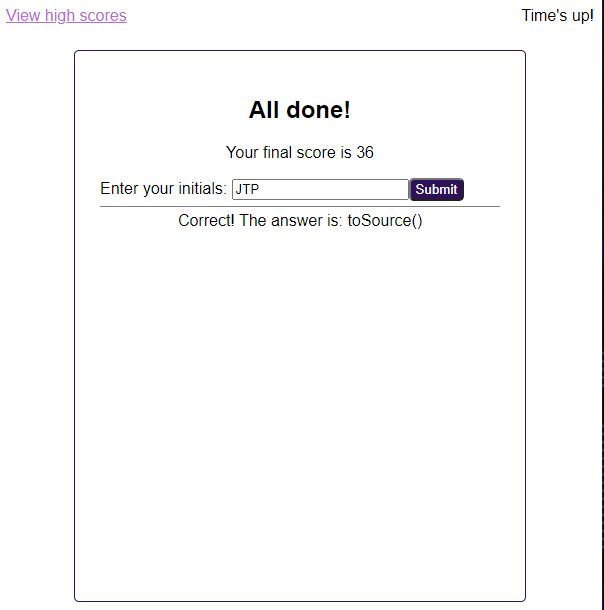 View high scores
Time's up!
All done!
Your final score is 36
Enter your initials: JTP Submit
Correct! The answer is: toSource()